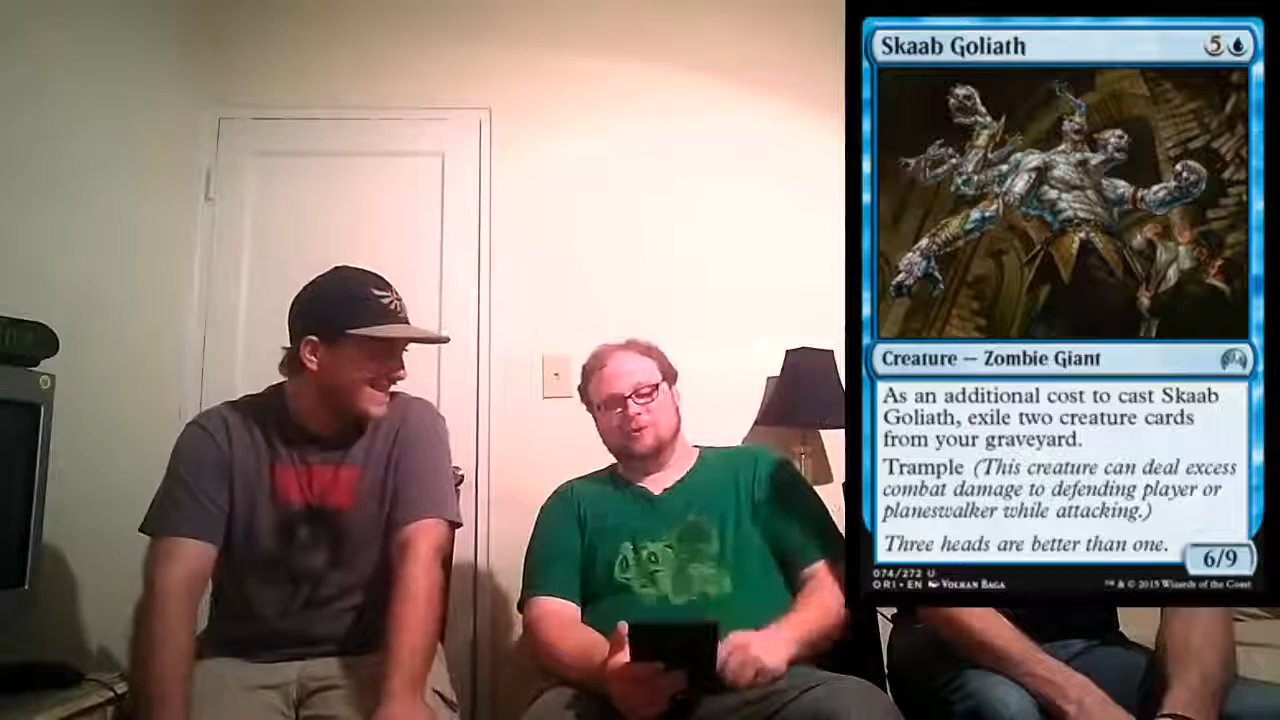 Skaab Goliath 5
Creature — Zombie Giant
As an additional cost to cast Skaab
Goliath, exile two creature cards
from your graveyard.
Trample (This creature can deal excess
combat damage to defending player or
planeswalker while attacking.)
Three heads are better than one.
6/9
074/272 U
ORI • EN Volkan Baga
™ & © 2015 Wizards of the Coast